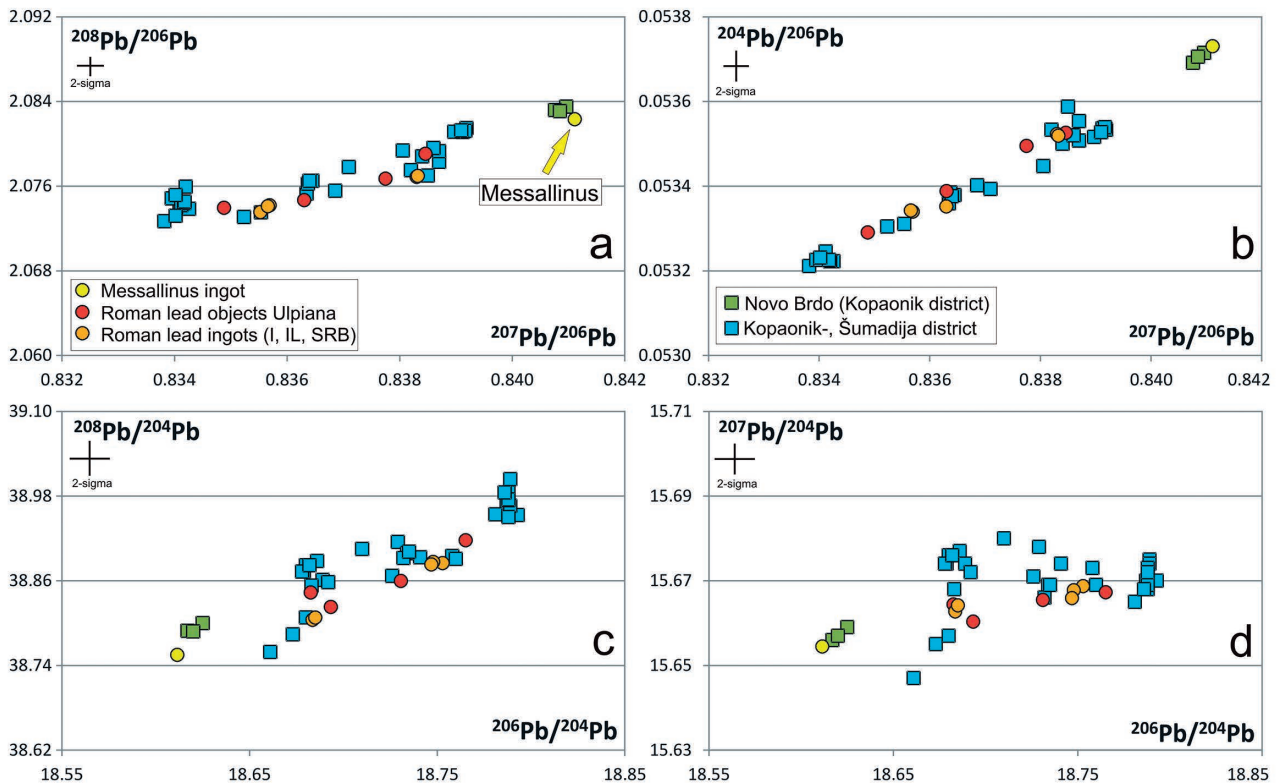 2.092
2.084
2.076
2.068
2.060
²⁰⁸Pb/²⁰⁶Pb
2-sigma
Messallinus
a
Messallinus ingot
Roman lead objects Ulpiana
Roman lead ingots (I, IL, SRB)
²⁰⁷Pb/²⁰⁶Pb
0.832 0.834 0.836 0.838 0.840 0.842
0.0538
0.0536
0.0534
0.0532
0.0530
²⁰⁴Pb/²⁰⁶Pb
2-sigma
b
Novo Brdo (Kopaonik district)
Kopaonik-, Šumadija district
²⁰⁷Pb/²⁰⁶Pb
0.832 0.834 0.836 0.838 0.840 0.842
39.10
38.98
38.86
38.74
38.62
²⁰⁸Pb/²⁰⁴Pb
2-sigma
c
²⁰⁶Pb/²⁰⁴Pb
18.55 18.65 18.75 18.85
15.71
15.69
15.67
15.65
15.63
²⁰⁷Pb/²⁰⁴Pb
2-sigma
d
²⁰⁶Pb/²⁰⁴Pb
18.55 18.65 18.75 18.85